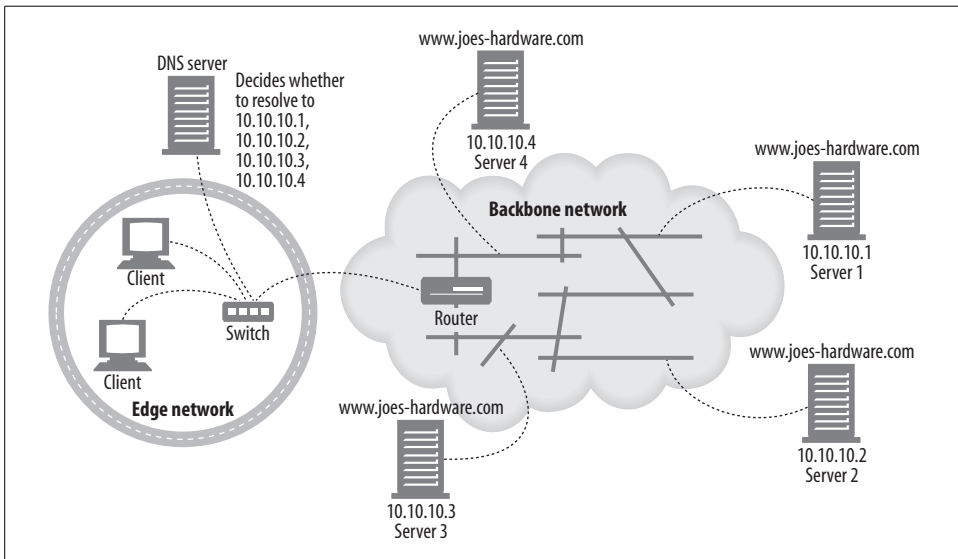 DNS server
Decides whether
to resolve to
10.10.10.1,
10.10.10.2,
10.10.10.3,
10.10.10.4
www.joes-hardware.com
10.10.10.4
Server 4
www.joes-hardware.com
10.10.10.1
Server 1
Backbone network
Client
Switch
Router
Client
Edge network
www.joes-hardware.com
10.10.10.3
Server 3
www.joes-hardware.com
10.10.10.2
Server 2